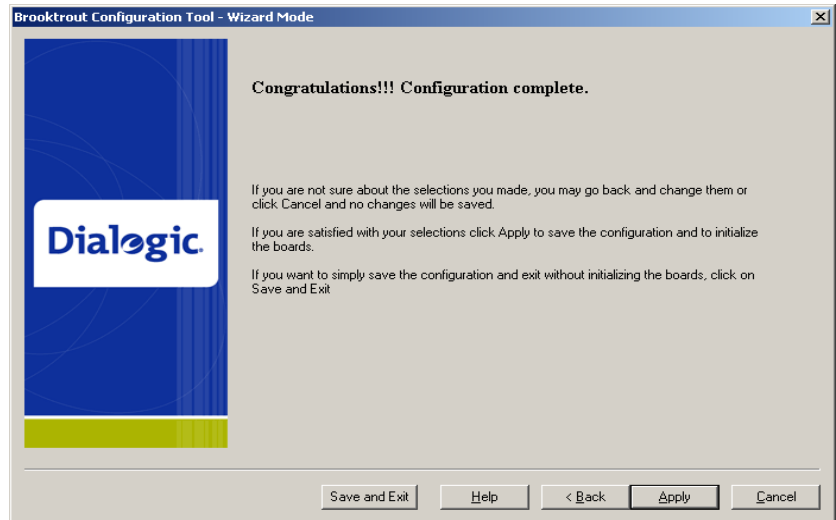 Brooktrout Configuration Tool - Wizard Mode
Congratulations!!! Configuration complete.
If you are not sure about the selections you made, you may go back and change them or
click Cancel and no changes will be saved.
Dialogic.
If you are satisfied with your selections click Apply to save the configuration and to initialize
the boards.
If you want to simply save the configuration and exit without initializing the boards, click on
Save and Exit
Save and Exit
Help
< Back
Apply
Cancel